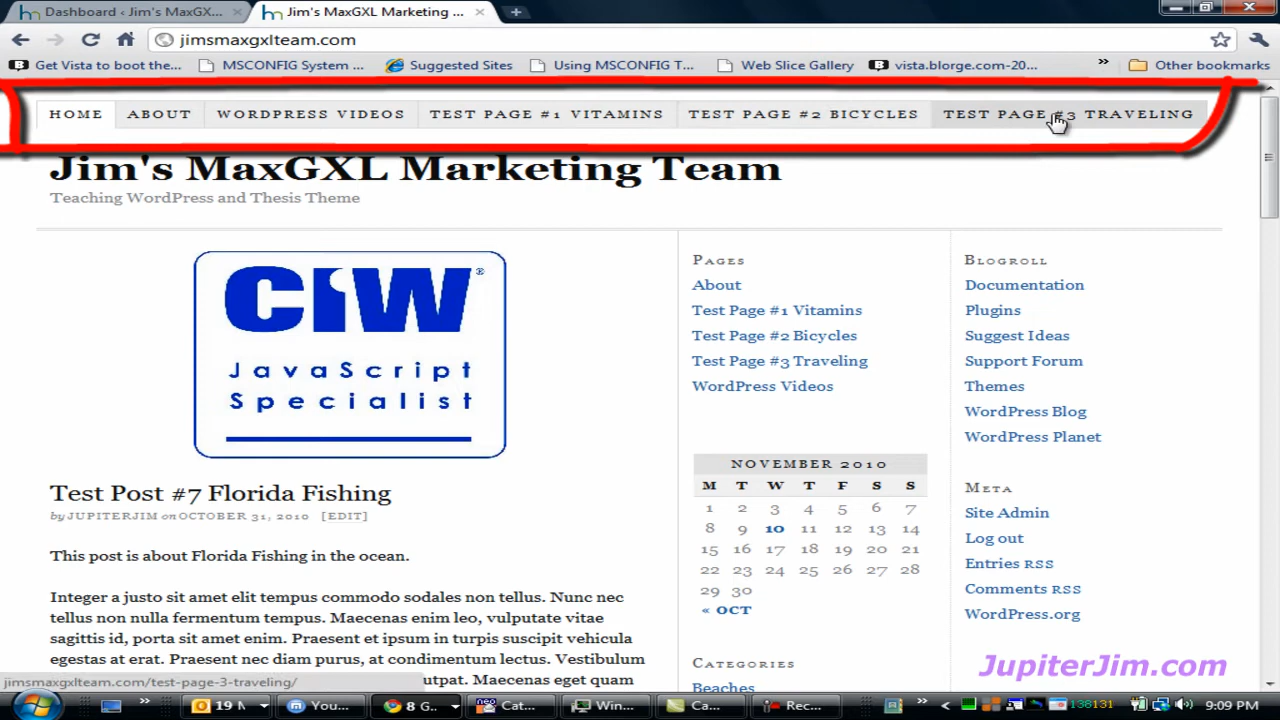 Dashboard ‹ Jim's MaxG...
Jim's MaxGXL Marketing ...
jimsmaxgxlteam.com
Get Vista to boot the...
MSCONFIG System ...
Suggested Sites
Using MSCONFIG T...
Web Slice Gallery
vista.blorge.com-20...
»
Other bookmarks
HOME ABOUT WORDPRESS VIDEOS TEST PAGE #1 VITAMINS TEST PAGE #2 BICYCLES TEST PAGE #3 TRAVELING
Jim's MaxGXL Marketing Team
Teaching WordPress and Thesis Theme
CIW®
JavaScript
Specialist
Test Post #7 Florida Fishing
by JUPITERJIM on OCTOBER 31, 2010 [EDIT]
This post is about Florida Fishing in the ocean.
Integer a justo sit amet elit tempus commodo sodales non tellus. Nunc nec
tellus non nulla fermentum tempus. Maecenas enim leo, vulputate vitae
sagittis id, porta sit amet enim. Praesent et ipsum in turpis suscipit vehicula
egestas at erat. Praesent nec diam purus, at condimentum lectus. Vestibulum
utpat. Maecenas eget quam
Pages
About
Test Page #1 Vitamins
Test Page #2 Bicycles
Test Page #3 Traveling
WordPress Videos
NOVEMBER 2010
M T W T F S S
1 2 3 4 5 6 7
8 9 10 11 12 13 14
15 16 17 18 19 20 21
22 23 24 25 26 27 28
29 30
« OCT
Categories
Beaches
Blogroll
Documentation
Plugins
Suggest Ideas
Support Forum
Themes
WordPress Blog
WordPress Planet
Meta
Site Admin
Log out
Entries RSS
Comments RSS
WordPress.org
JupiterJim.com
jimsmaxgxlteam.com/test-page-3-traveling/
» 19 You... 8 G... Cat... Win... Ca... Rec... » 138131 9:09 PM